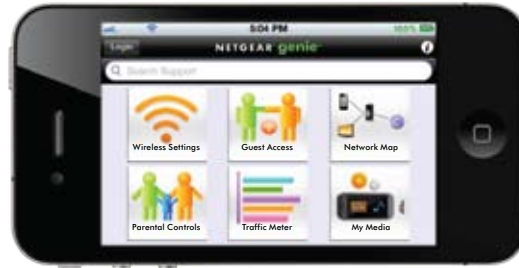 5:04 PM 100%
Login NETGEAR genie
Search Support
Wireless Settings Guest Access Network Map
Parental Controls Traffic Meter My Media